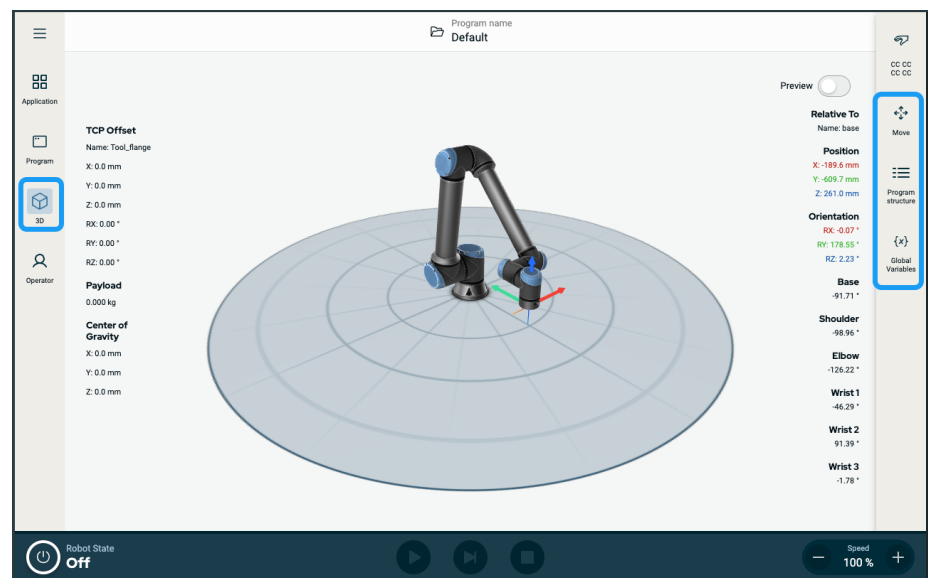 Program name
Default
CC CC
CC CC
Application
Program
3D
Operator
TCP Offset
Name: Tool_flange
X: 0.0 mm
Y: 0.0 mm
Z: 0.0 mm
RX: 0.00 °
RY: 0.00 °
RZ: 0.00 °
Payload
0.000 kg
Center of
Gravity
X: 0.0 mm
Y: 0.0 mm
Z: 0.0 mm
Preview
Relative To
Name: base
Position
X: -189.6 mm
Y: -609.7 mm
Z: 261.0 mm
Orientation
RX: -0.07 °
RY: 178.55 °
RZ: 2.23 °
Base
-91.71 °
Shoulder
-98.96 °
Elbow
-126.22 °
Wrist 1
-46.29 °
Wrist 2
91.39 °
Wrist 3
-1.78 °
Move
Program
structure
{x}
Global
Variables
Robot State
Off
Speed
100 %